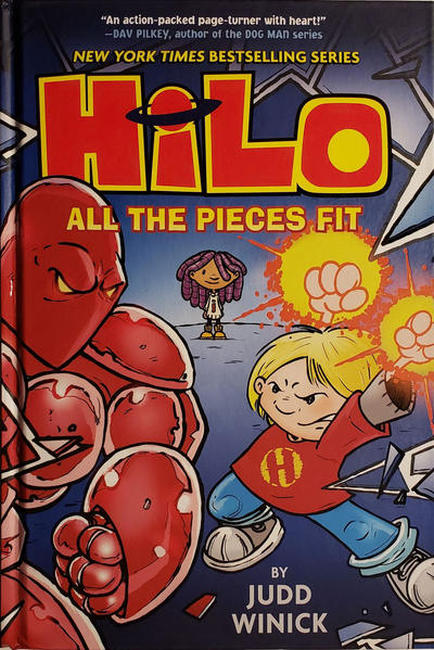 "An action-packed page-turner with heart!"
—DAV PILKEY, author of the DOG MAN series
NEW YORK TIMES BESTSELLING SERIES
HiLo
ALL THE PIECES FIT
H
BY
JUDD
WINICK